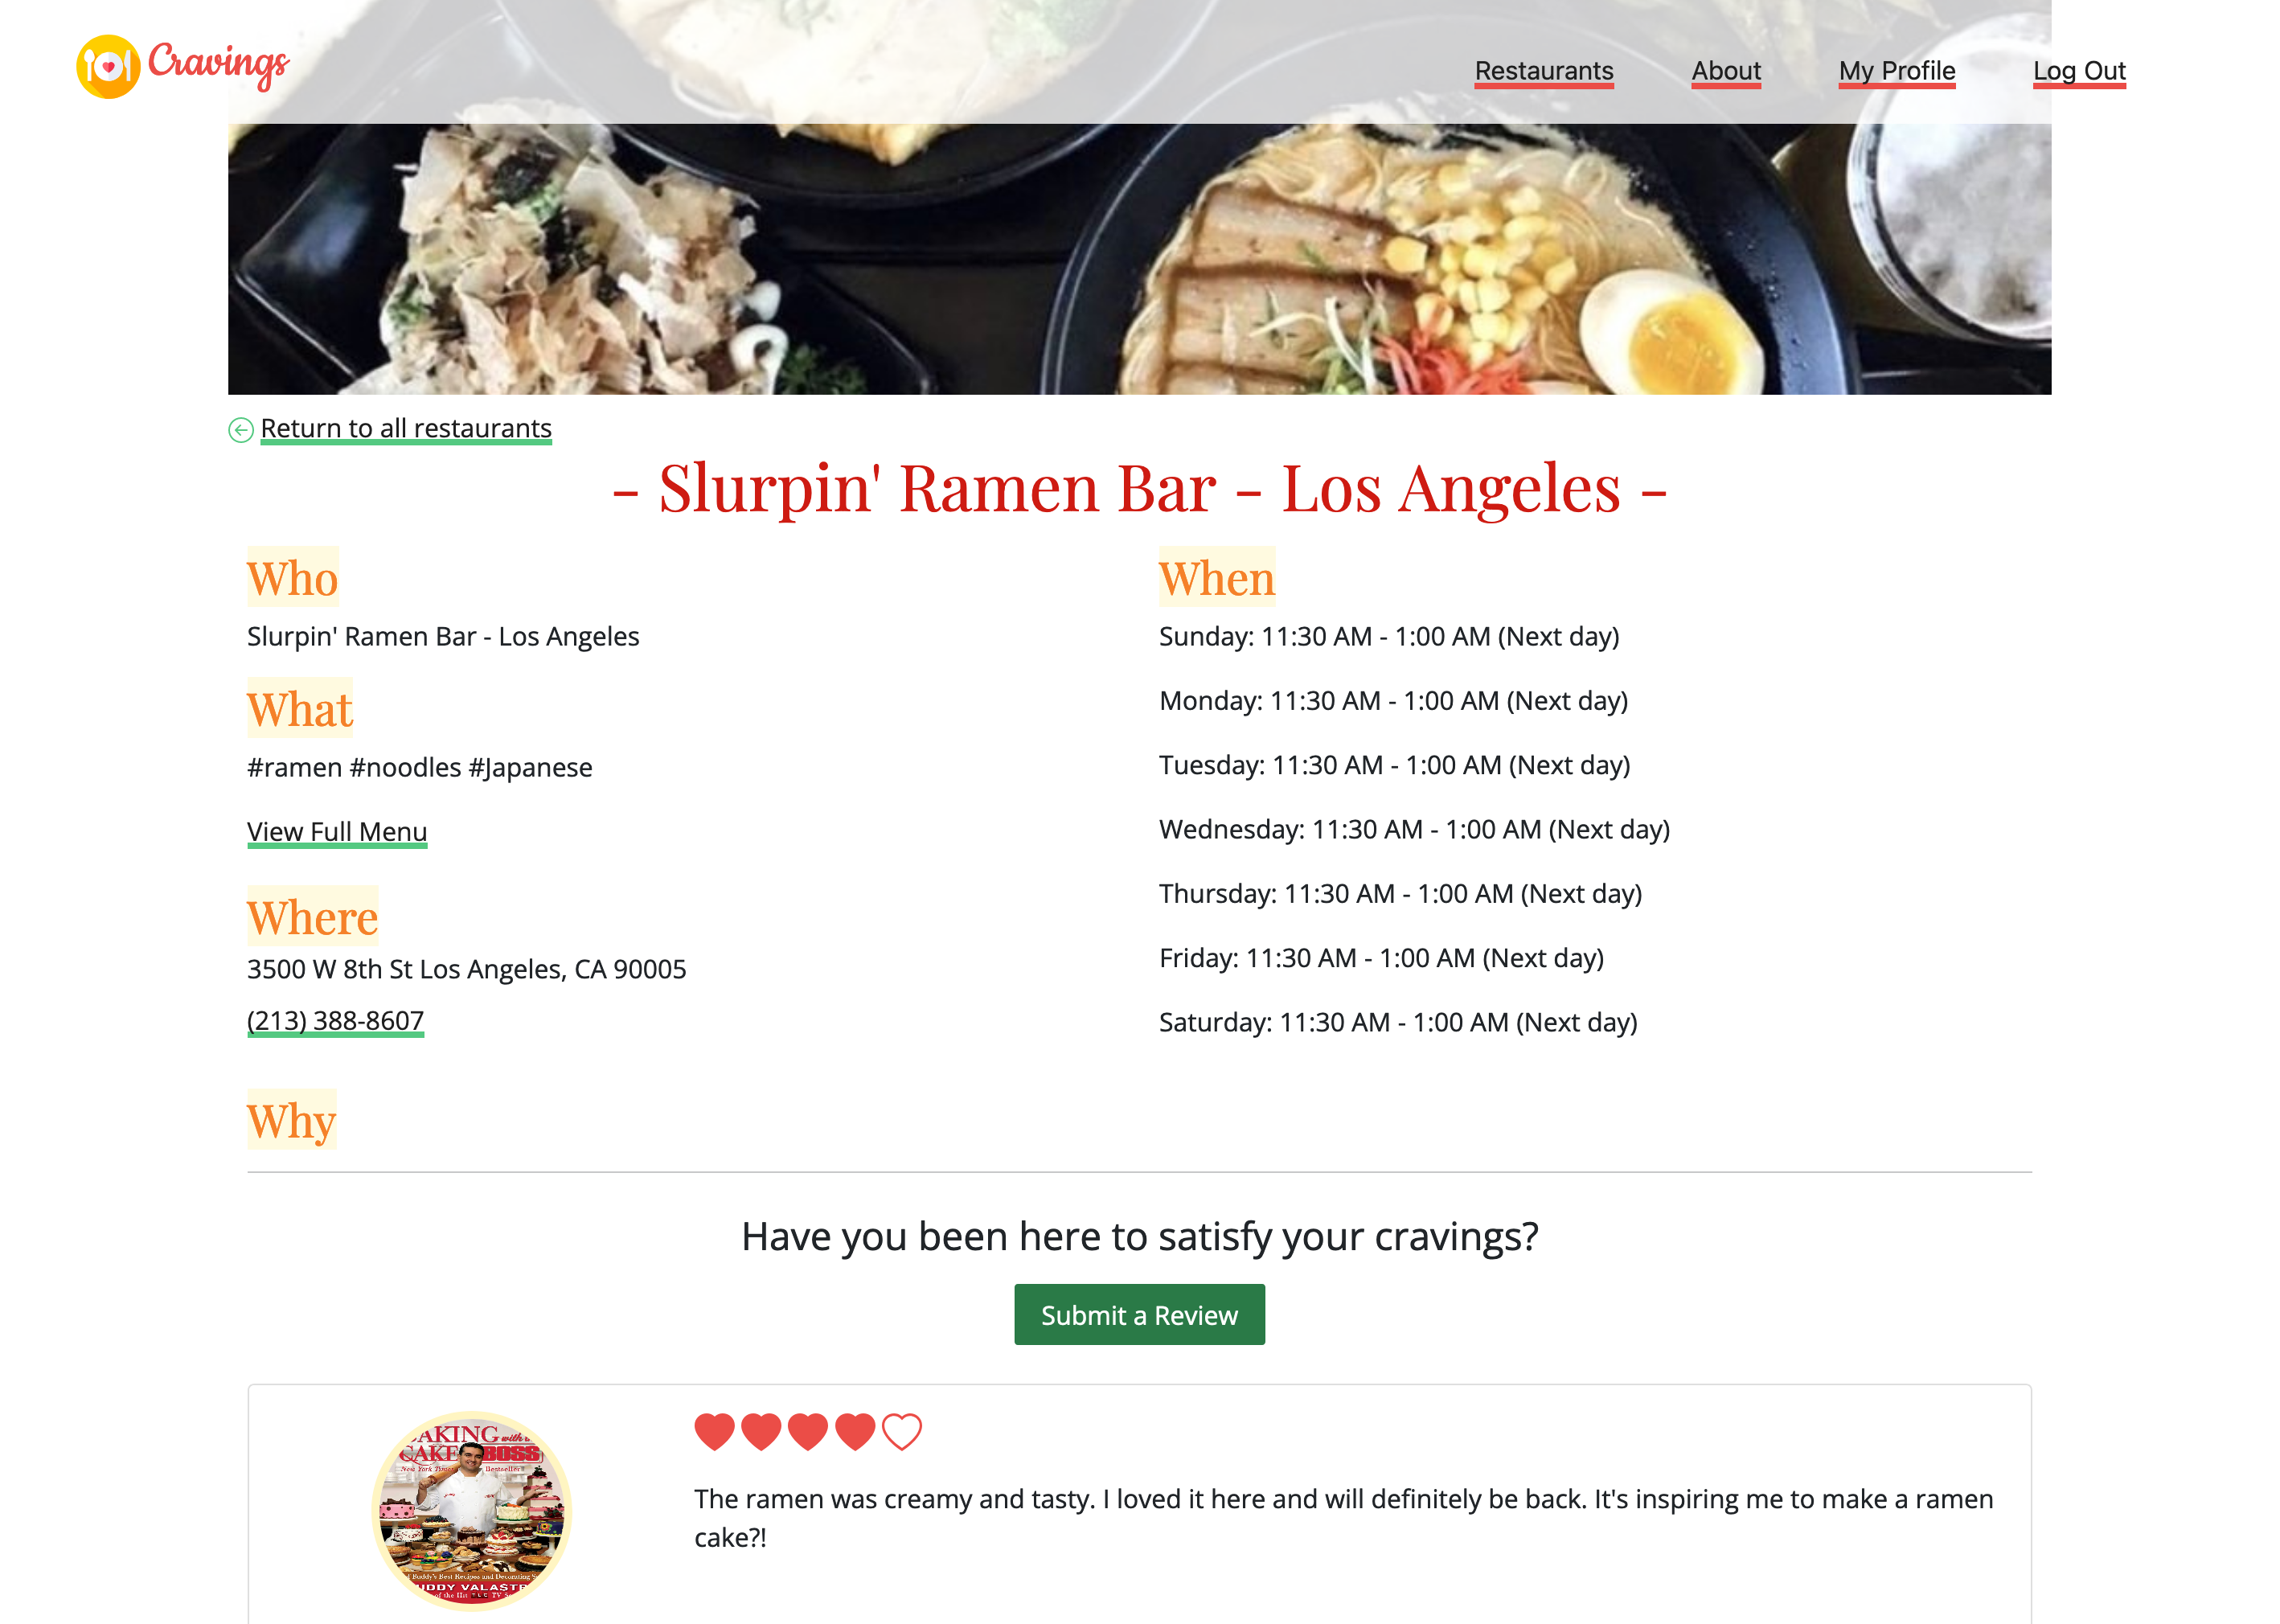 Cravings
Restaurants About My Profile Log Out
Return to all restaurants
- Slurpin' Ramen Bar - Los Angeles -
Who
Slurpin' Ramen Bar - Los Angeles
What
#ramen #noodles #Japanese
View Full Menu
Where
3500 W 8th St Los Angeles, CA 90005
(213) 388-8607
When
Sunday: 11:30 AM - 1:00 AM (Next day)
Monday: 11:30 AM - 1:00 AM (Next day)
Tuesday: 11:30 AM - 1:00 AM (Next day)
Wednesday: 11:30 AM - 1:00 AM (Next day)
Thursday: 11:30 AM - 1:00 AM (Next day)
Friday: 11:30 AM - 1:00 AM (Next day)
Saturday: 11:30 AM - 1:00 AM (Next day)
Why
Have you been here to satisfy your cravings?
Submit a Review
AKING with
CAKE BOSS
New York Times Bestseller
Buddy's Best Recipes and Decorating
UDDY VALASTR
of the Hit TLC TV
The ramen was creamy and tasty. I loved it here and will definitely be back. It's inspiring me to make a ramen
cake?!